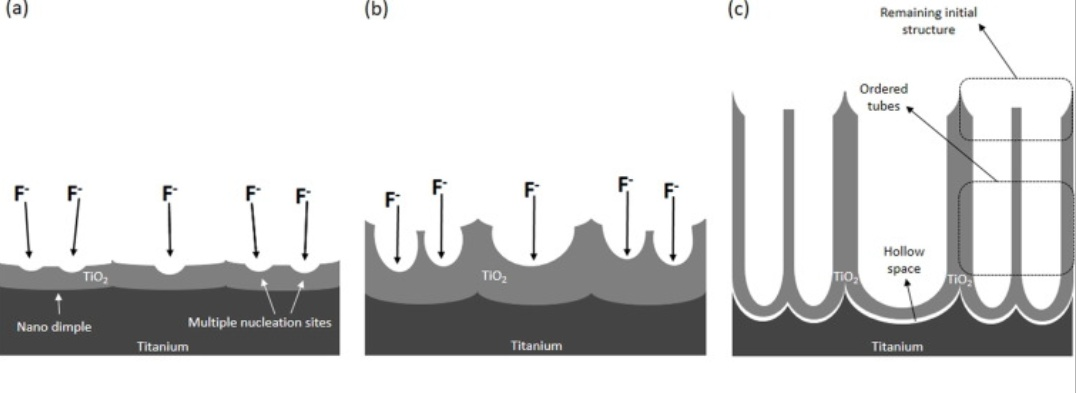 (a)
F⁻ F⁻ F⁻ F⁻ F⁻
TiO₂
Nano dimple
Multiple nucleation sites
Titanium
(b)
F⁻ F⁻ F⁻ F⁻ F⁻
TiO₂
Titanium
(c)
Remaining initial
structure
Ordered
tubes
Hollow
space
TiO₂ TiO₂
Titanium